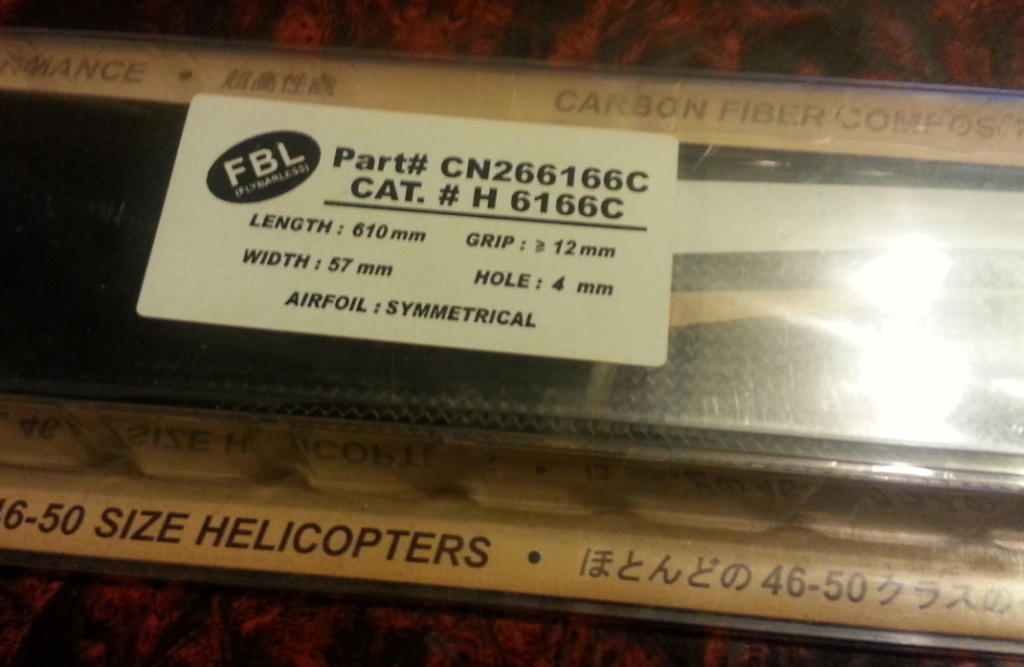 RMANCE • 超高性能
CARBON FIBER COMPOSIT
FBL
(FLYBARLESS)
Part# CN266166C
CAT. # H 6166C
LENGTH : 610 mm
GRIP : ≥ 12 mm
WIDTH : 57 mm
HOLE : 4 mm
AIRFOIL : SYMMETRICAL
46-50 SIZE HELICOPTERS • ほとんどの 46-50 クラスの